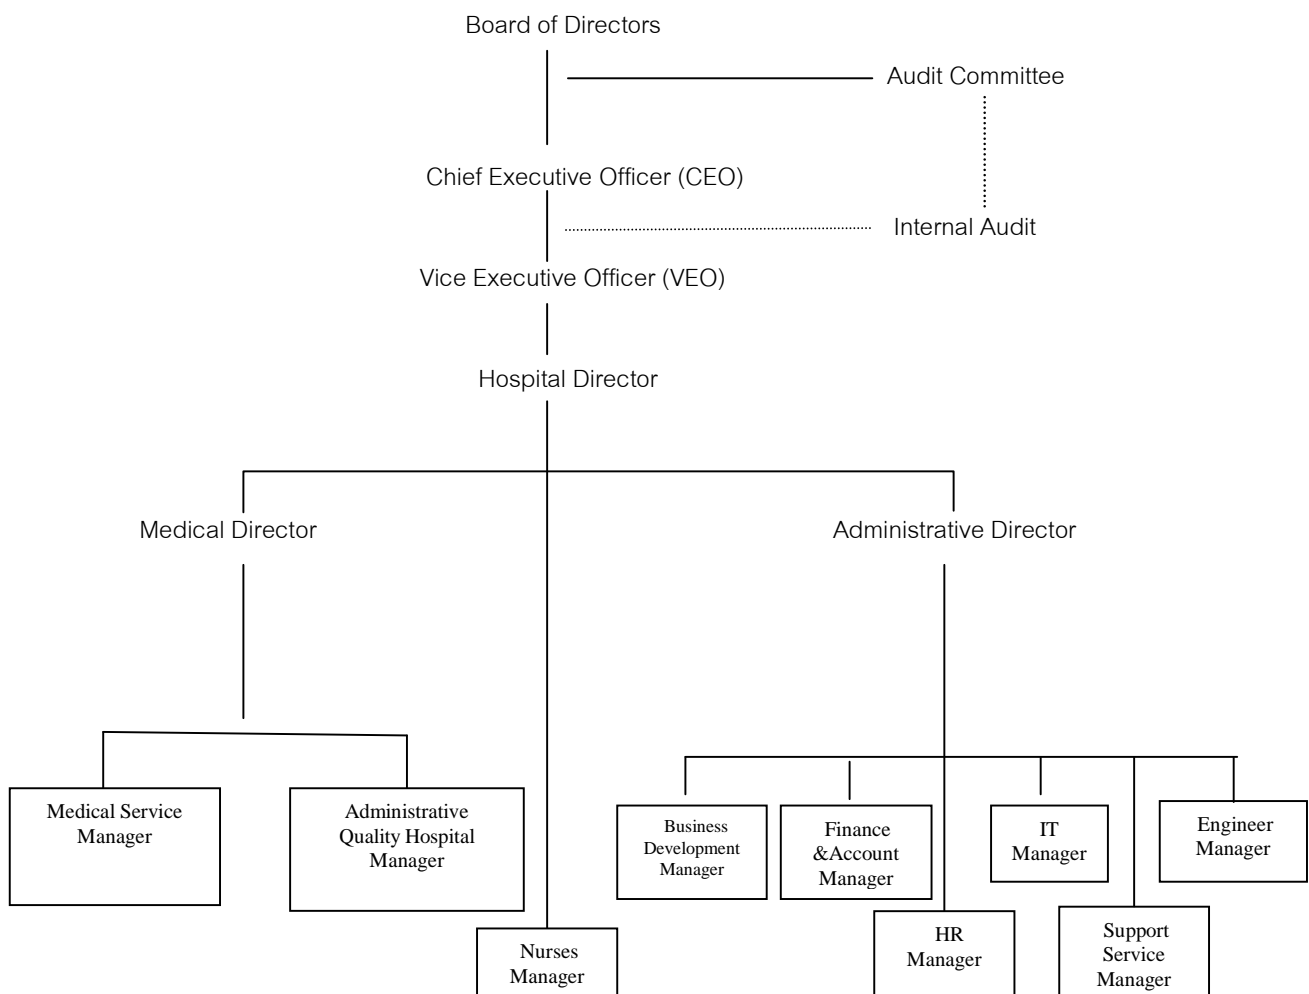 Board of Directors
Audit Committee
Chief Executive Officer (CEO)
Internal Audit
Vice Executive Officer (VEO)
Hospital Director
Medical Director
Administrative Director
Medical Service
Manager
Administrative
Quality Hospital
Manager
Business
Development
Manager
Finance
&Account
Manager
IT
Manager
Engineer
Manager
Nurses
Manager
HR
Manager
Support
Service
Manager